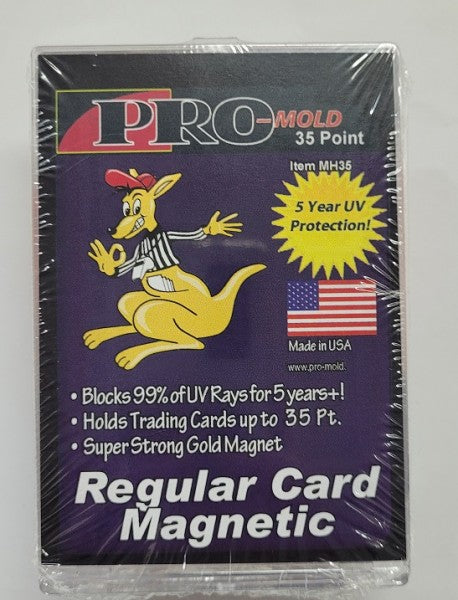 PRO-MOLD
35 Point
Item MH35
5 Year UV
Protection!
Made in USA
www.pro-mold.
• Blocks 99% of UV Rays for 5 years+!
• Holds Trading Cards up to 35 Pt.
• Super Strong Gold Magnet
Regular Card
Magnetic